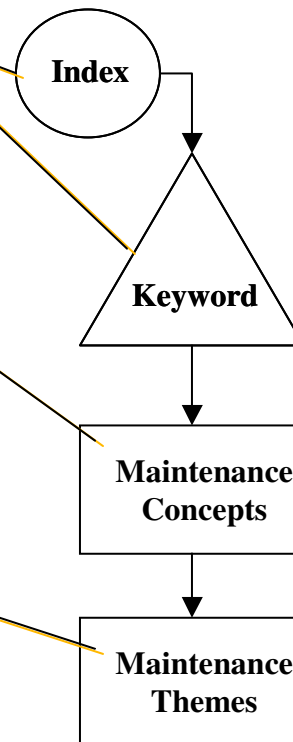 Index
Keyword
Maintenance
Concepts
Maintenance
Themes